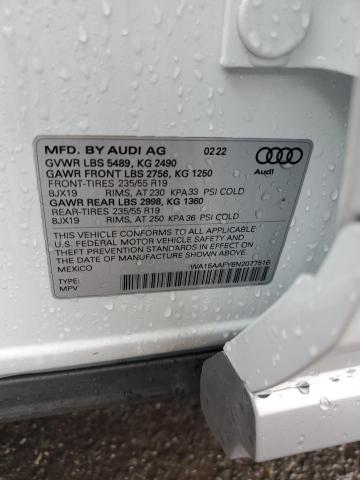 MFD. BY AUDI AG 02 22
GVWR LBS 5489, KG 2490
GAWR FRONT LBS 2756, KG 1250
FRONT-TIRES 235/55 R19
8JX19 RIMS, AT 230 KPA33 PSI COLD
GAWR REAR LBS 2998, KG 1360
REAR-TIRES 235/55 R19
8JX19 RIMS, AT 250 KPA36 PSI COLD
Audi
THIS VEHICLE CONFORMS TO ALL APPLICABLE
U.S. FEDERAL MOTOR VEHICLE SAFETY AND
THEFT PREVENTION STANDARDS IN EFFECT ON
THE DATE OF MANUFACTURE SHOWN ABOVE.
MEXICO
WA15AAFY6N2077516
TYPE:
MPV